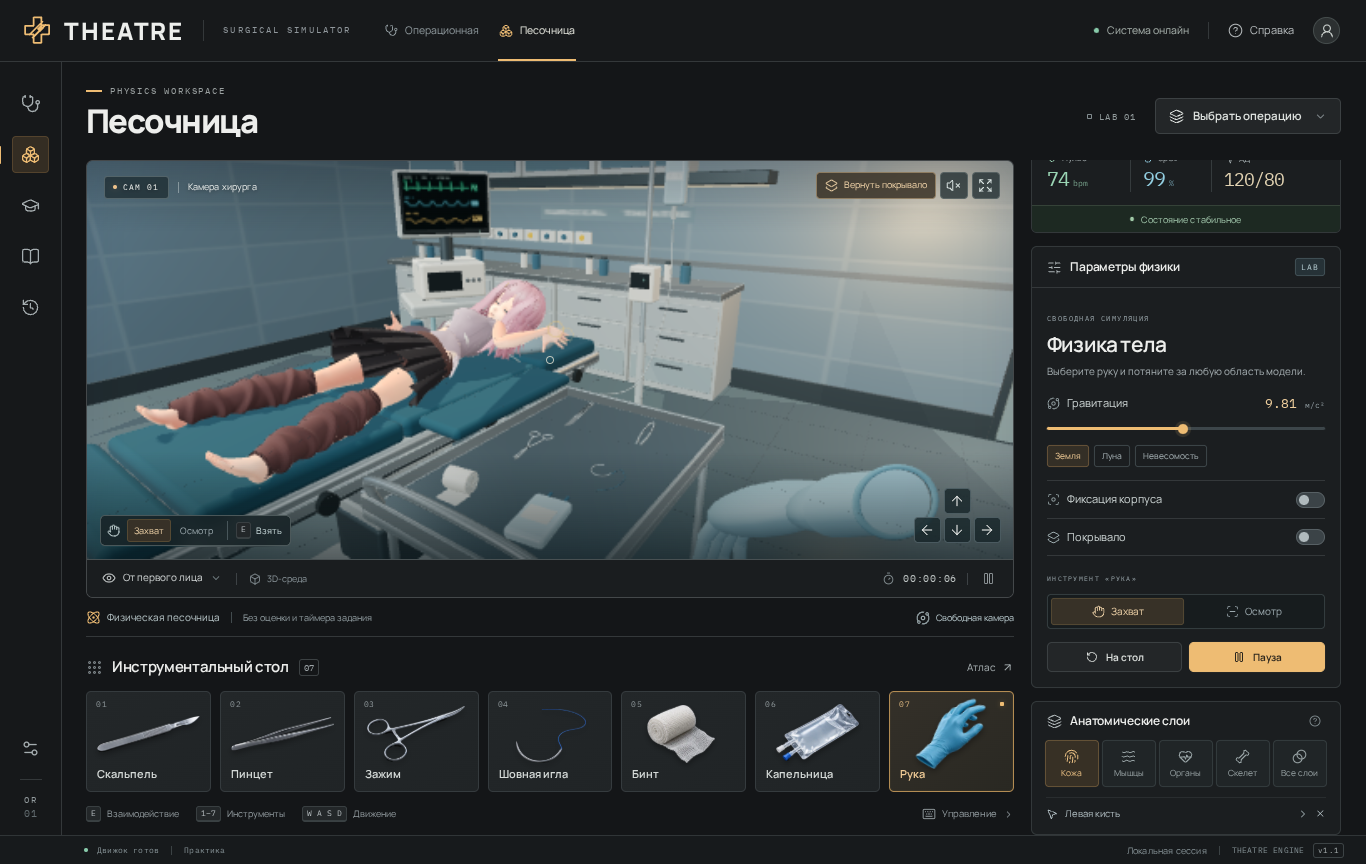 THEATRE
SURGICAL SIMULATOR
Операционная
Песочница
Система онлайн
Справка
PHYSICS WORKSPACE
Песочница
LAB 01
Выбрать операцию
CAM 01
Камера хирурга
Вернуть покрывало
74 bpm
99 %
120/80
Состояние стабильное
Параметры физики
LAB
СВОБОДНАЯ СИМУЛЯЦИЯ
Физика тела
Выберите руку и потяните за любую область модели.
Гравитация
9.81 м/с²
Земля
Луна
Невесомость
Фиксация корпуса
Покрывало
ИНСТРУМЕНТ «РУКА»
Захват
Осмотр
На стол
Пауза
Захват
Осмотр
E Взять
От первого лица
3D-среда
00:00:06
Физическая песочница
Без оценки и таймера задания
Свободная камера
Инструментальный стол
07
Атлас
01
Скальпель
02
Пинцет
03
Зажим
04
Шовная игла
05
Бинт
06
Капельница
07
Рука
E Взаимодействие
1–7 Инструменты
W A S D Движение
Управление
Анатомические слои
Кожа
Мышцы
Органы
Скелет
Все слои
Левая кисть
OR
01
Движок готов
Практика
Локальная сессия
THEATRE ENGINE
v1.1